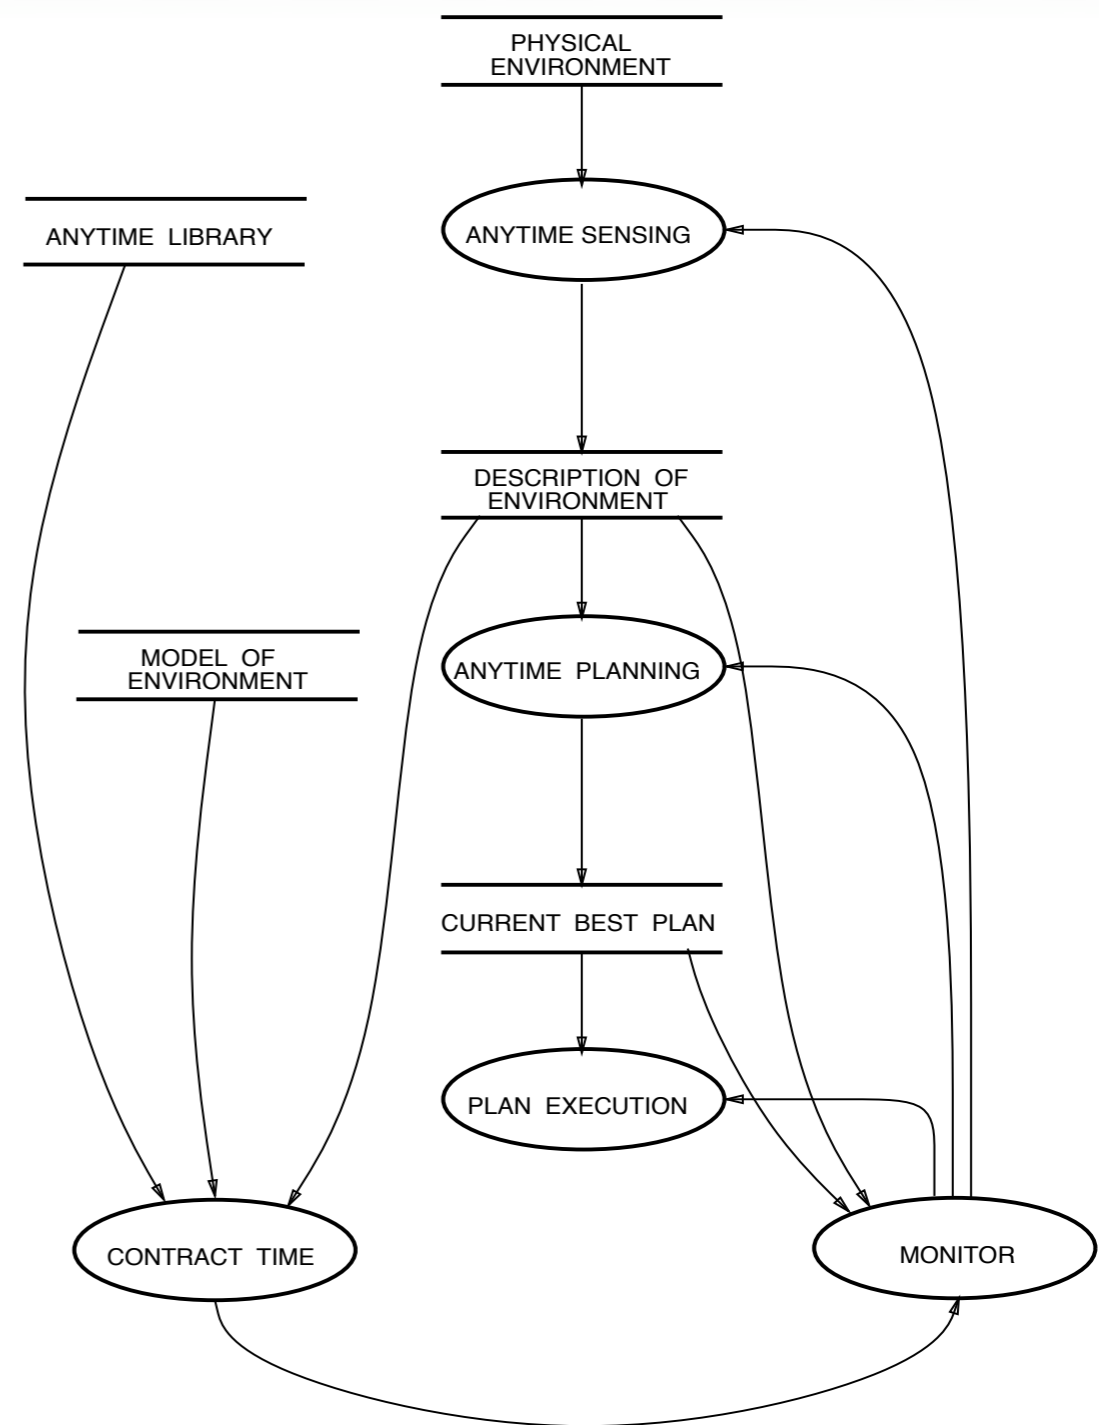 PHYSICAL
ENVIRONMENT
ANYTIME LIBRARY
ANYTIME SENSING
DESCRIPTION OF
ENVIRONMENT
MODEL OF
ENVIRONMENT
ANYTIME PLANNING
CURRENT BEST PLAN
PLAN EXECUTION
CONTRACT TIME
MONITOR